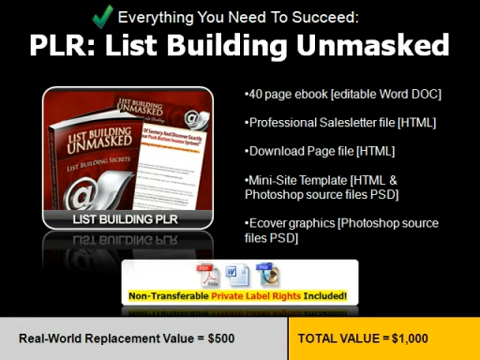 Everything You Need To Succeed:
PLR: List Building Unmasked
LIST BUILDING
UNMASKED
LIST BUILDING SECRETS
LIST BUILDING
UNMASKED
LIST BUILDING PLR
•40 page ebook [editable Word DOC]
•Professional Salesletter file [HTML]
•Download Page file [HTML]
•Mini-Site Template [HTML &
Photoshop source files PSD]
•Ecover graphics [Photoshop source
files PSD]
Non-Transferable Private Label Rights Included!
Real-World Replacement Value = $500
TOTAL VALUE = $1,000